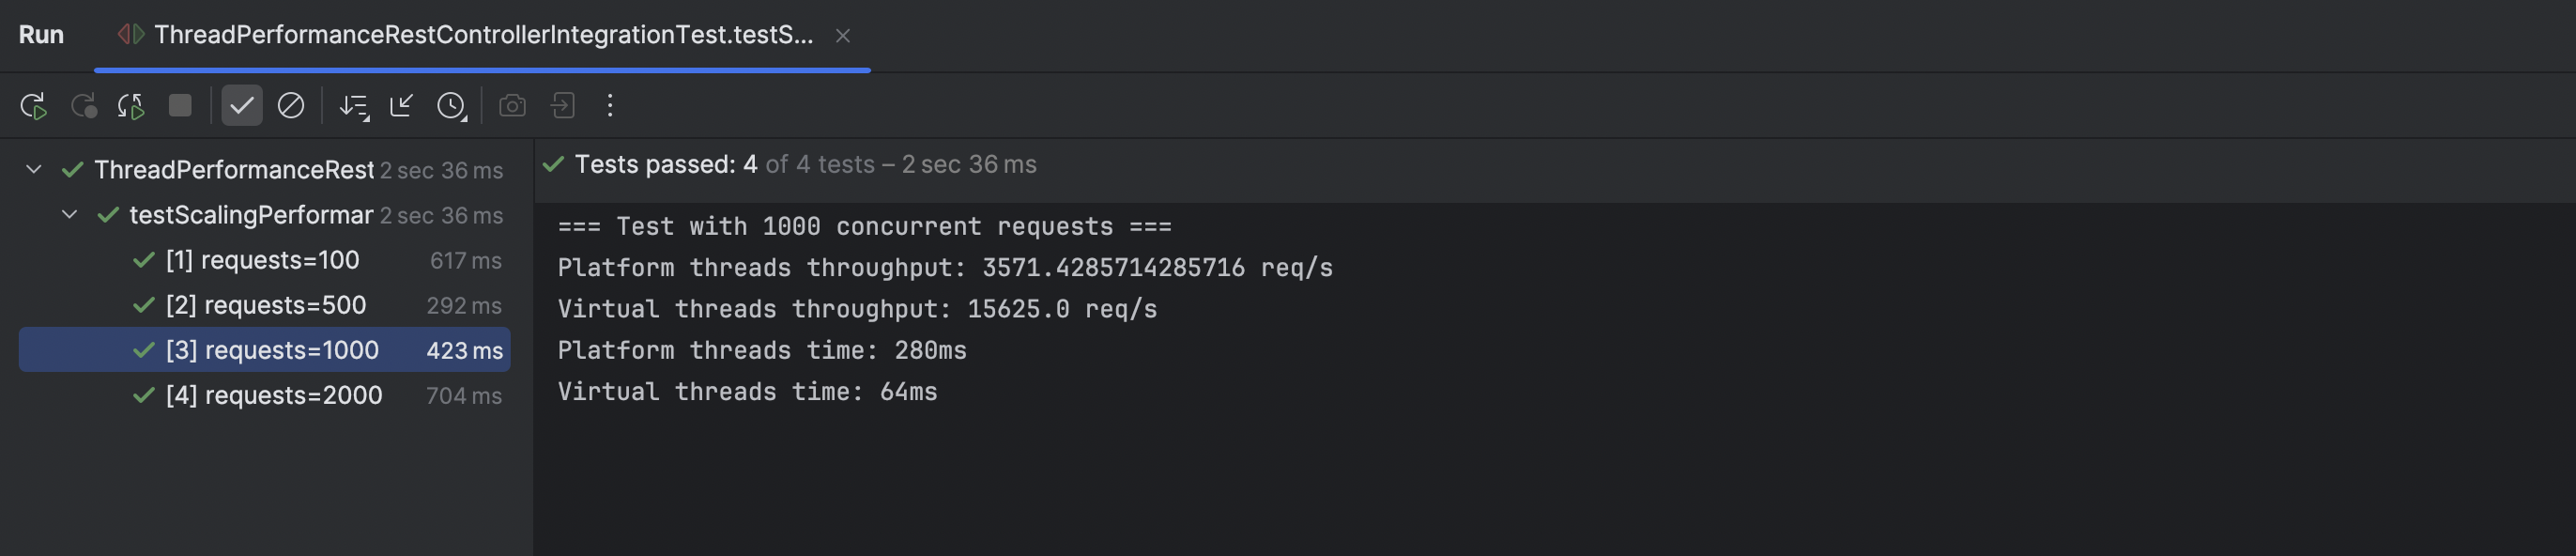 Run ThreadPerformanceRestControllerIntegrationTest.testS...
ThreadPerformanceRest 2 sec 36 ms
testScalingPerformar 2 sec 36 ms
[1] requests=100 617 ms
[2] requests=500 292 ms
[3] requests=1000 423 ms
[4] requests=2000 704 ms
Tests passed: 4 of 4 tests – 2 sec 36 ms
=== Test with 1000 concurrent requests ===
Platform threads throughput: 3571.4285714285716 req/s
Virtual threads throughput: 15625.0 req/s
Platform threads time: 280ms
Virtual threads time: 64ms